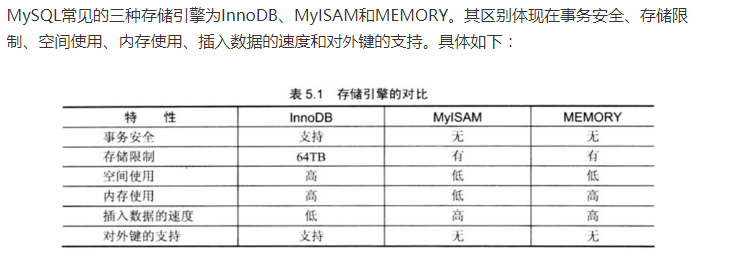 MySQL常见的三种存储引擎为InnoDB、MyISAM和MEMORY。其区别体现在事务安全、存储限
制、空间使用、内存使用、插入数据的速度和对外键的支持。具体如下：
表 5.1 存储引擎的对比
特 性 InnoDB MyISAM MEMORY
事务安全 支持 无 无
存储限制 64TB 有 有
空间使用 高 低 低
内存使用 高 低 高
插入数据的速度 低 高 高
对外键的支持 支持 无 无